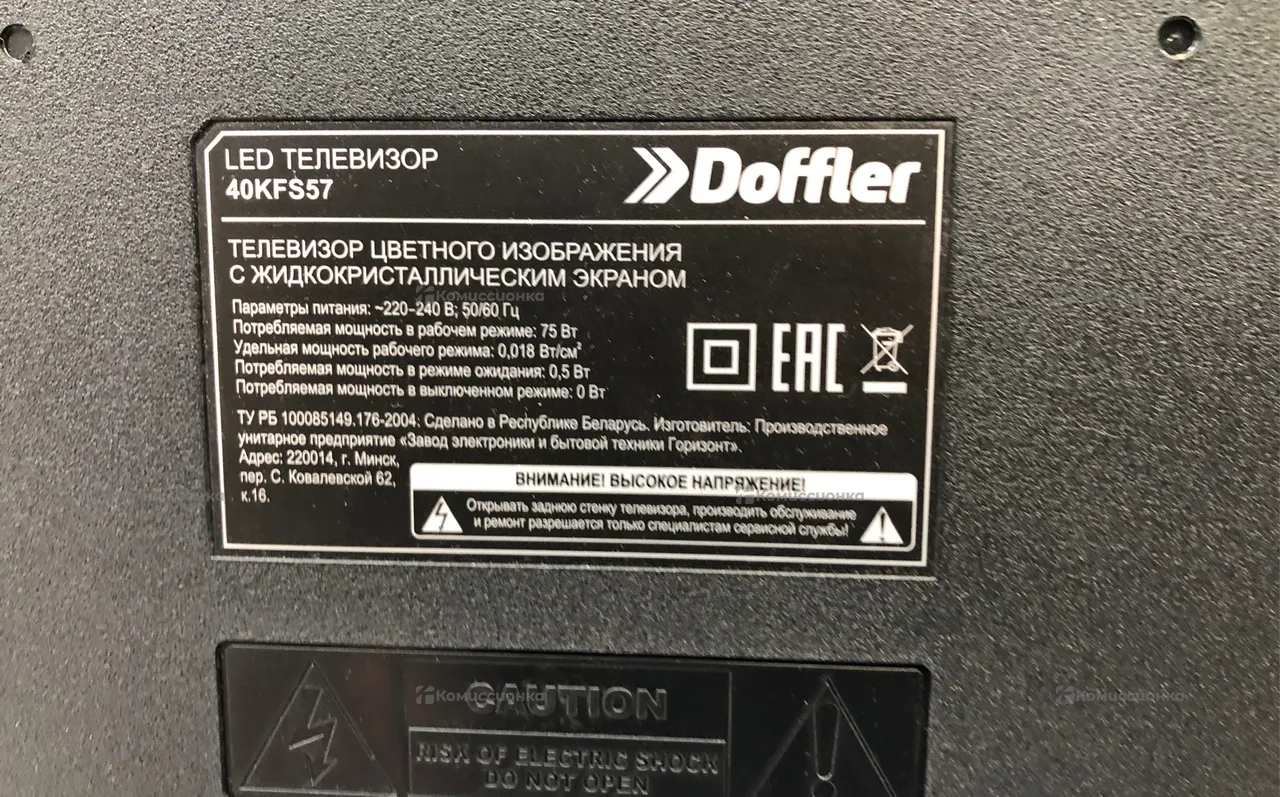 LED ТЕЛЕВИЗОР
40KFS57
Doffler
ТЕЛЕВИЗОР ЦВЕТНОГО ИЗОБРАЖЕНИЯ
С ЖИДКОКРИСТАЛЛИЧЕСКИМ ЭКРАНОМ
Параметры питания: ~220-240 В; 50/60 Гц
Потребляемая мощность в рабочем режиме: 75 Вт
Удельная мощность рабочего режима: 0,018 Вт/см²
Потребляемая мощность в режиме ожидания: 0,5 Вт
Потребляемая мощность в выключенном режиме: 0 Вт
EAC
ТУ РБ 100085149.176-2004: Сделано в Республике Беларусь. Изготовитель: Производственное
унитарное предприятие «Завод электроники и бытовой техники Горизонт».
Адрес: 220014, г. Минск,
пер. С. Ковалевской 62,
к.16.
ВНИМАНИЕ! ВЫСОКОЕ НАПРЯЖЕНИЕ!
Открывать заднюю стенку телевизора, производить обслуживание
и ремонт разрешается только специалистам сервисной службы!
CAUTION
RISK OF ELECTRIC SHOCK
DO NOT OPEN
Комиссионка
Комиссионка
Комиссионка
Комиссионка